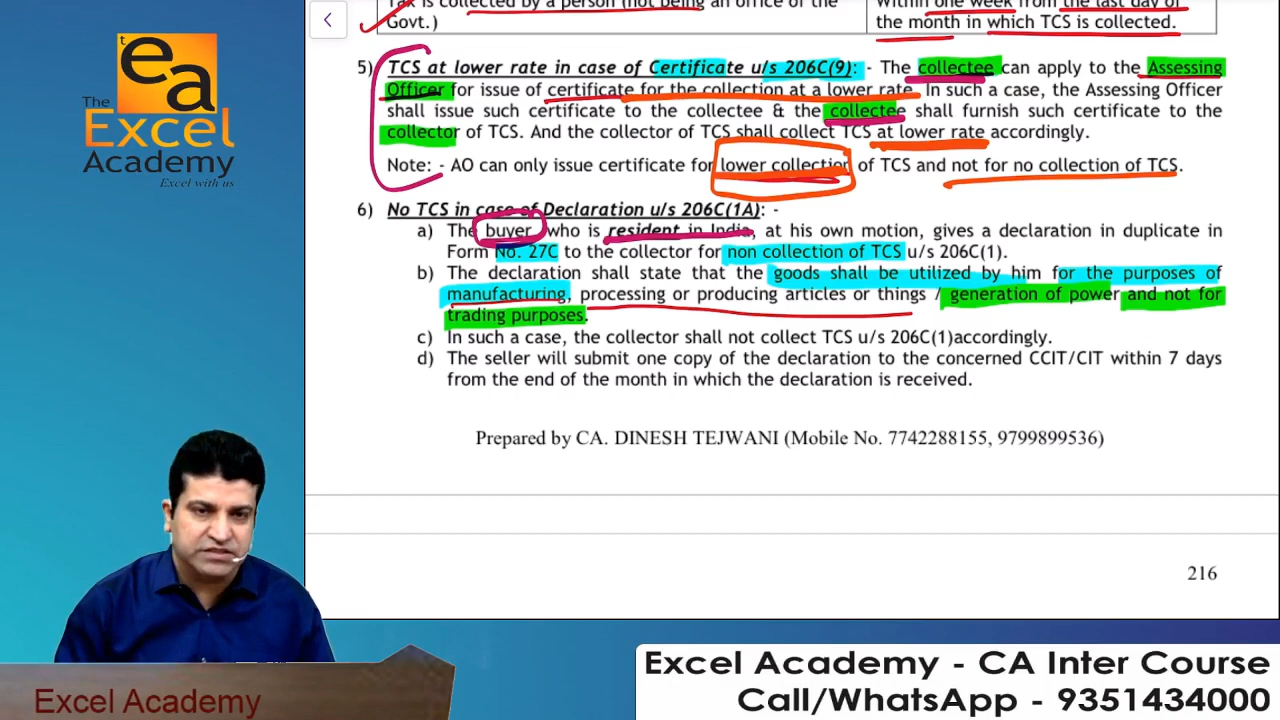 Tax is collected by a person (not being an office of the
Govt.)
Within one week from the last day of
the month in which TCS is collected.
5) TCS at lower rate in case of Certificate u/s 206C(9): - The collectee can apply to the Assessing
Officer for issue of certificate for the collection at a lower rate. In such a case, the Assessing Officer
shall issue such certificate to the collectee & the collectee shall furnish such certificate to the
collector of TCS. And the collector of TCS shall collect TCS at lower rate accordingly.
Note: - AO can only issue certificate for lower collection of TCS and not for no collection of TCS.
6) No TCS in case of Declaration u/s 206C(1A): -
a) The buyer, who is resident in India, at his own motion, gives a declaration in duplicate in
Form No. 27C to the collector for non collection of TCS u/s 206C(1).
b) The declaration shall state that the goods shall be utilized by him for the purposes of
manufacturing, processing or producing articles or things / generation of power and not for
trading purposes.
c) In such a case, the collector shall not collect TCS u/s 206C(1)accordingly.
d) The seller will submit one copy of the declaration to the concerned CCIT/CIT within 7 days
from the end of the month in which the declaration is received.
Prepared by CA. DINESH TEJWANI (Mobile No. 7742288155, 9799899536)
216
tea
The
Excel
Academy
Excel with us
Excel Academy
Excel Academy - CA Inter Course
Call/WhatsApp - 9351434000